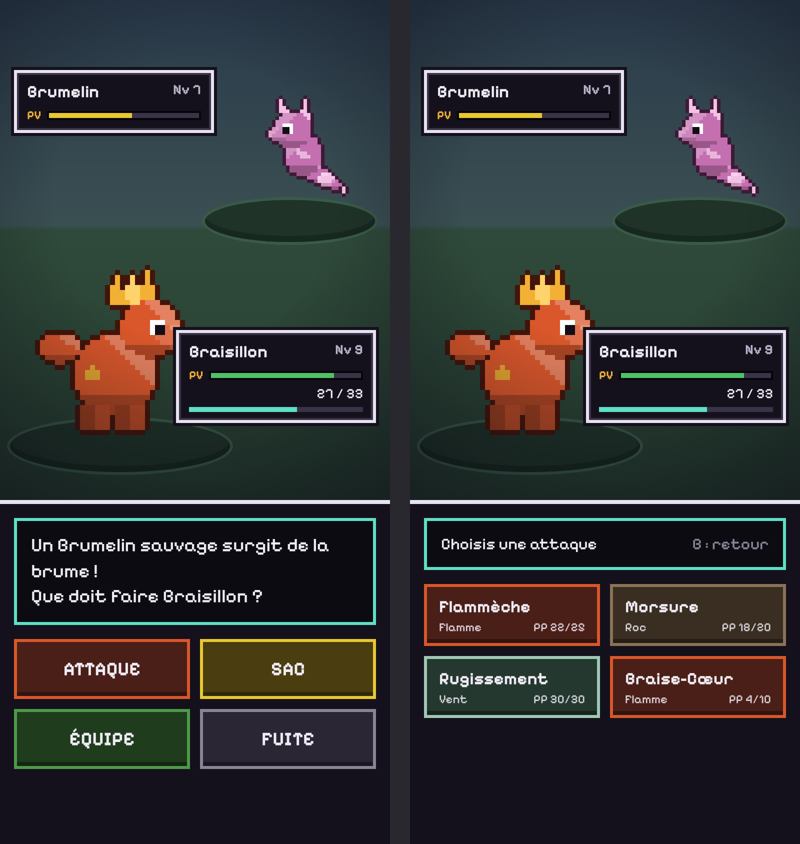 Brumelin Nv 7
PV
Braisillon Nv 9
PV
27 / 33
Un Brumelin sauvage surgit de la
brume !
Que doit faire Braisillon ?
ATTAQUE SAC
ÉQUIPE FUITE
Brumelin Nv 7
PV
Braisillon Nv 9
PV
27 / 33
Choisis une attaque B : retour
Flammèche Morsure
Flamme PP 22/25 Roc PP 18/20
Rugissement Braise-Cœur
Vent PP 30/30 Flamme PP 4/10